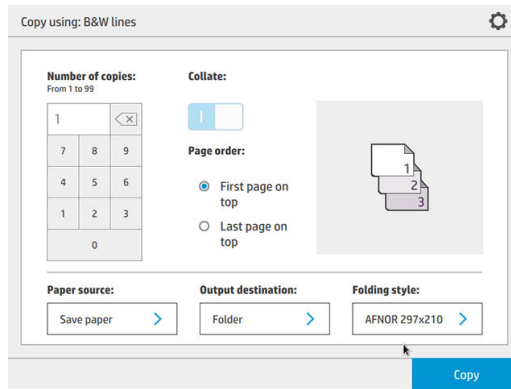 Copy using: B&W lines
Number of copies:
From 1 to 99
1
7 8 9
4 5 6
1 2 3
0
Collate:
Page order:
First page on
top
Last page on
top
1
2
3
Paper source:
Save paper
Output destination:
Folder
Folding style:
AFNOR 297x210
Copy